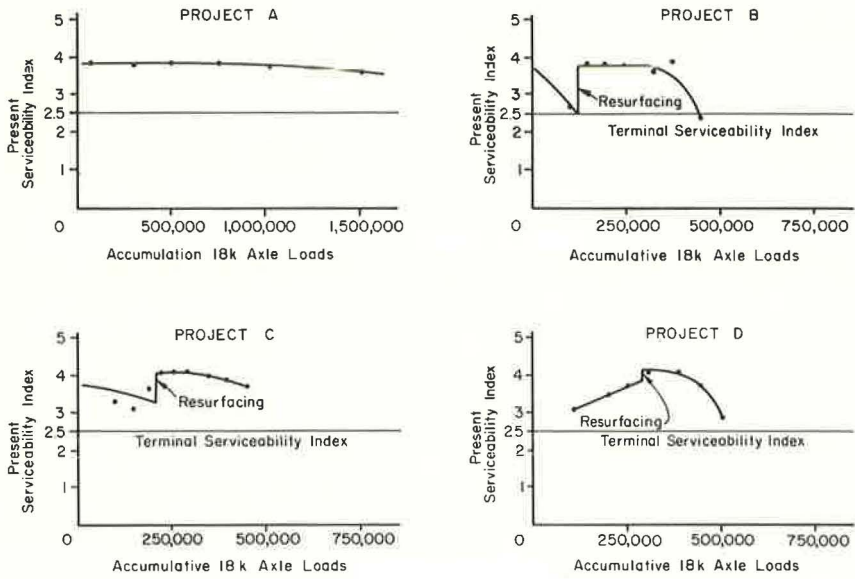 PROJECT A
5
4
3
2.5
2
1
0
Present
Serviceability Index
500,000
1,000,000
1,500,000
Accumulation 18k Axle Loads
PROJECT B
5
4
3
2.5
2
1
0
Present
Serviceability Index
Resurfacing
Terminal Serviceability Index
250,000
500,000
750,000
Accumulative 18k Axle Loads
PROJECT C
5
4
3
2.5
2
1
0
Present
Serviceability Index
Resurfacing
Terminal Serviceability Index
250,000
500,000
750,000
Accumulative 18k Axle Loads
PROJECT D
5
4
3
25
2
1
0
Present
Serviceability Index
Resurfacing
Terminal Serviceability Index
250,000
500,000
750,000
Accumulative 18k Axle Loads